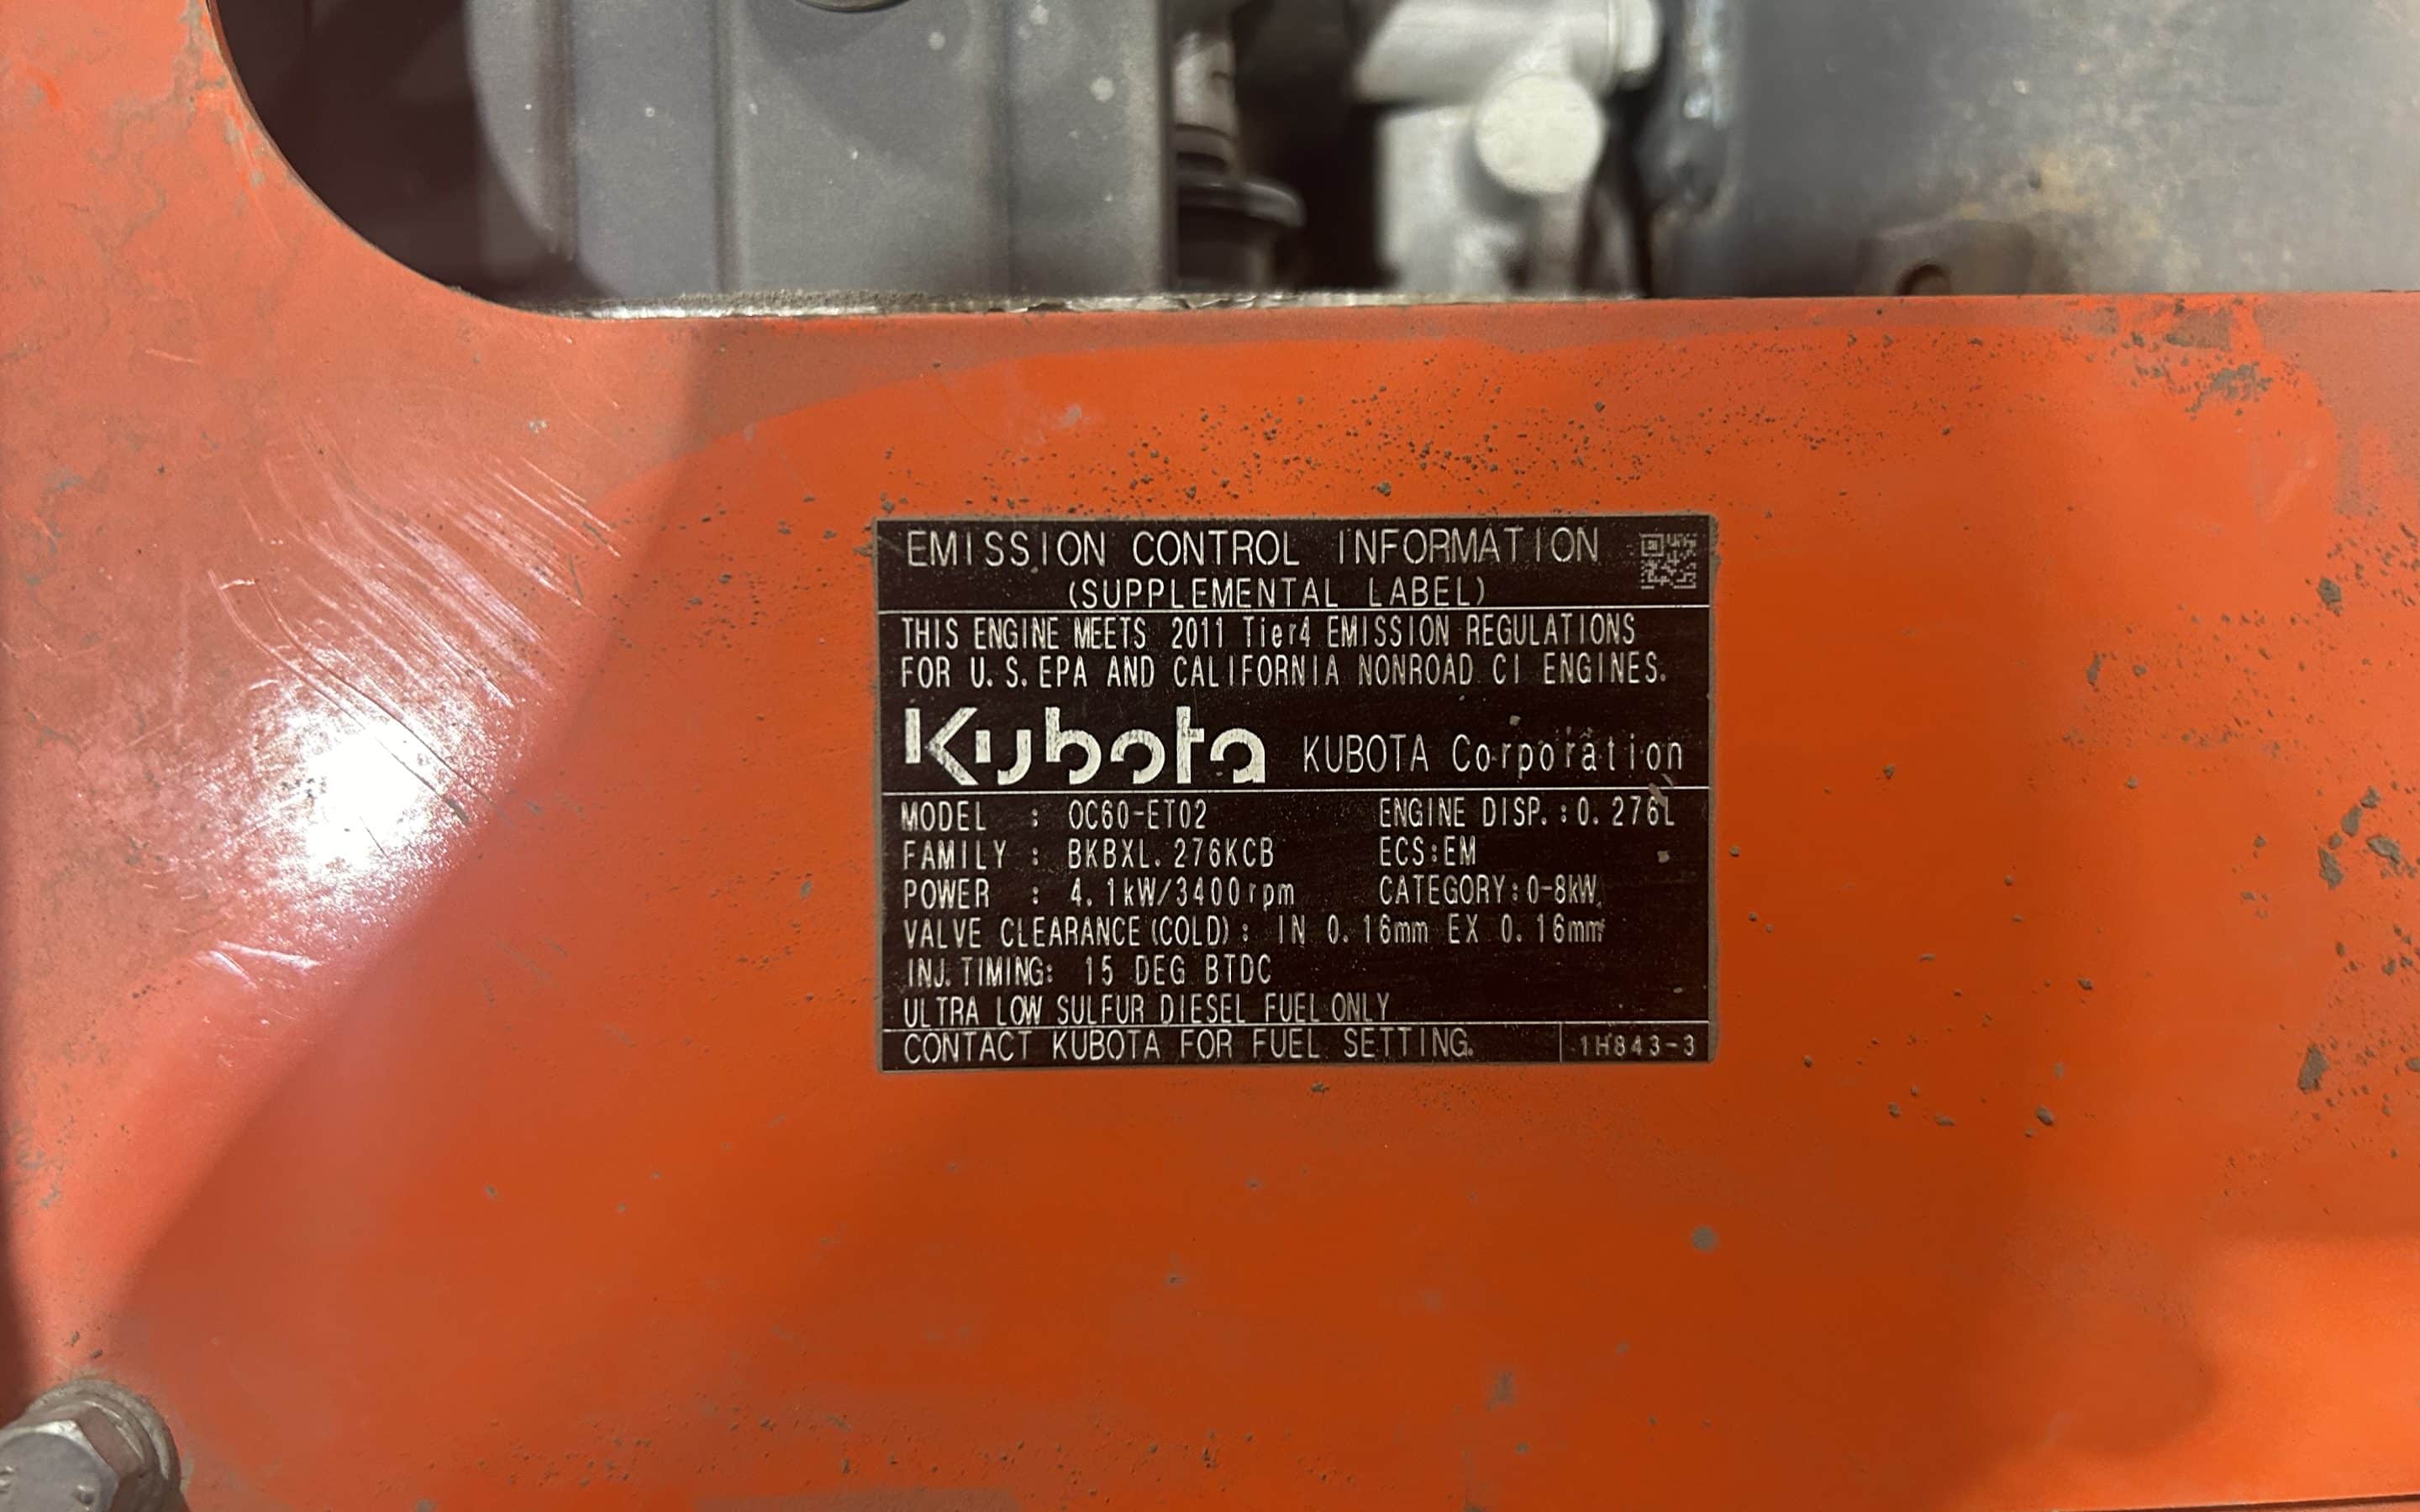 EMISSION CONTROL INFORMATION
(SUPPLEMENTAL LABEL)
THIS ENGINE MEETS 2011 Tier4 EMISSION REGULATIONS
FOR U.S.EPA AND CALIFORNIA NONROAD CI ENGINES.
Kubota KUBOTA Corporation
MODEL : OC60-ET02 ENGINE DISP.:0.276L
FAMILY : BKBXL.276KCB ECS:EM
POWER : 4.1kW/3400rpm CATEGORY:0-8kW
VALVE CLEARANCE(COLD): IN 0.16mm EX 0.16mm
INJ.TIMING: 15 DEG BTDC
ULTRA LOW SULFUR DIESEL FUEL ONLY
CONTACT KUBOTA FOR FUEL SETTING. 1H843-3